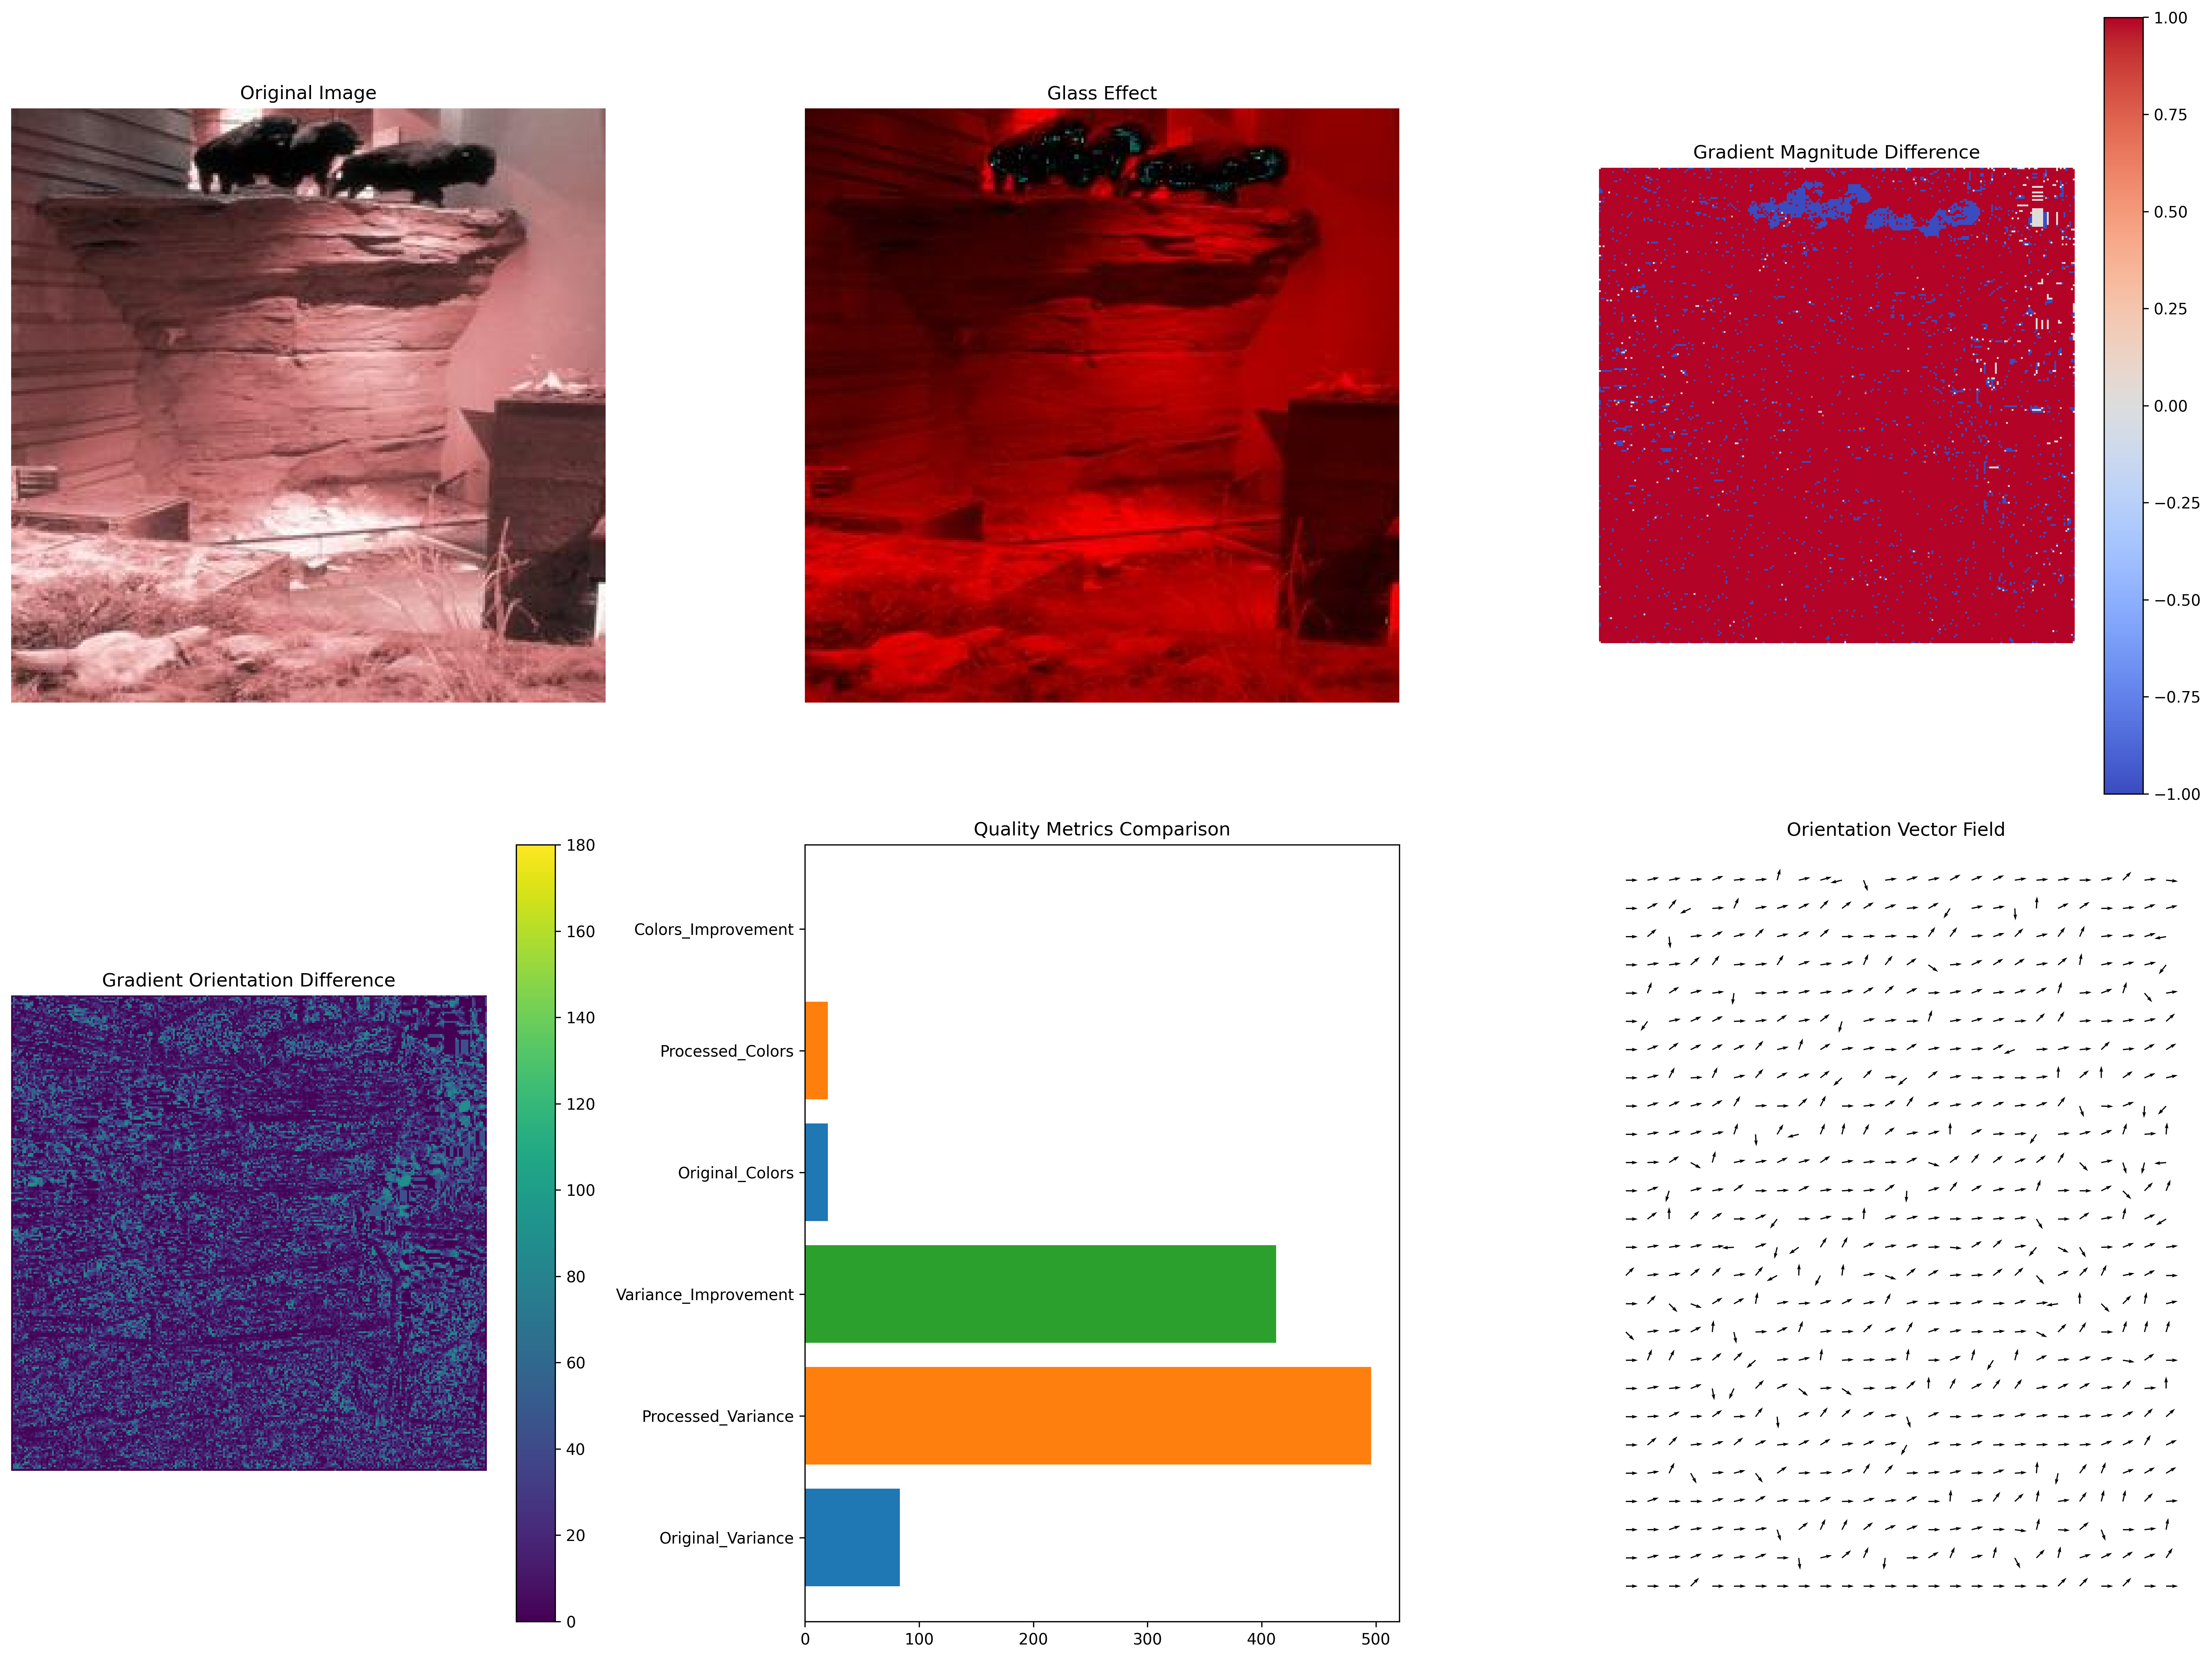 Original Image
Glass Effect
Gradient Magnitude Difference
1.00
0.75
0.50
0.25
0.00
−0.25
−0.50
−0.75
−1.00
Gradient Orientation Difference
180
160
140
120
100
80
60
40
20
0
Quality Metrics Comparison
Colors_Improvement
Processed_Colors
Original_Colors
Variance_Improvement
Processed_Variance
Original_Variance
0 100 200 300 400 500
Orientation Vector Field